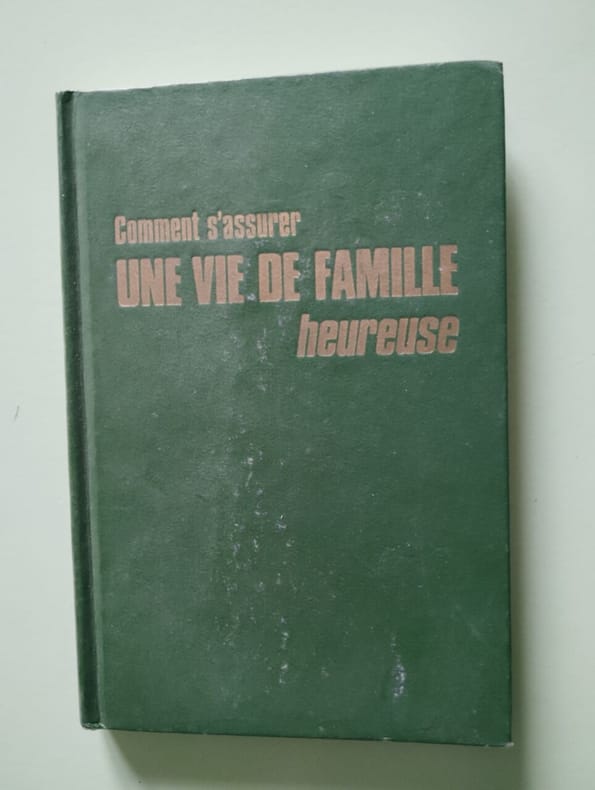 Comment s'assurer
UNE VIE DE FAMILLE
heureuse